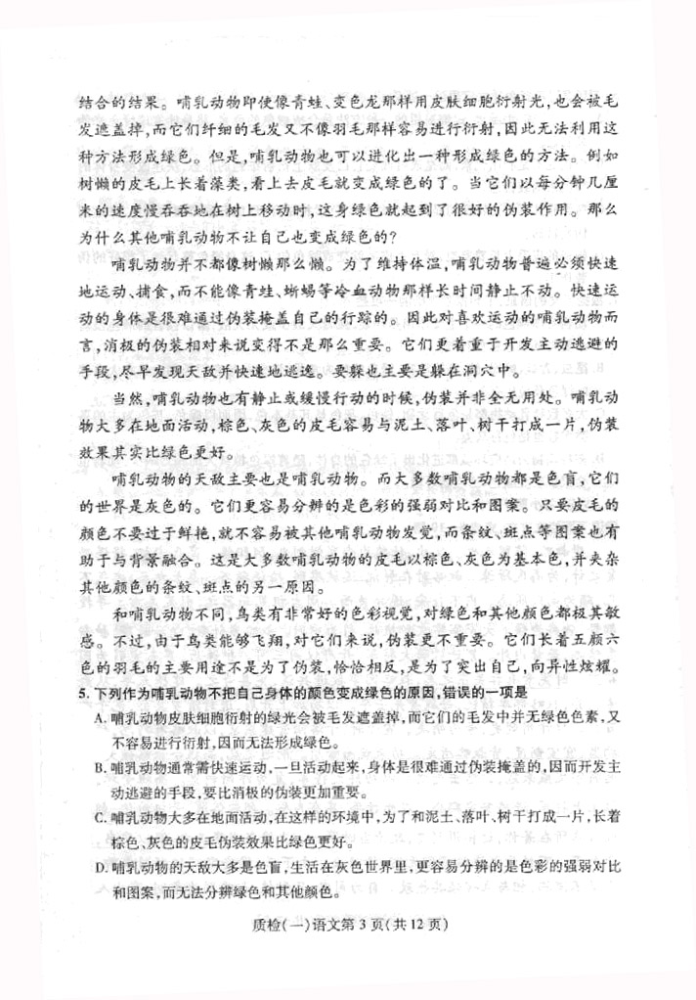 结合的结果。哺乳动物即使像青蛙、变色龙那样用皮肤细胞衍射光,也会被毛
发遮盖掉,而它们纤细的毛发又不像羽毛那样容易进行衍射,因此无法利用这
种方法形成绿色。但是,哺乳动物也可以进化出一种形成绿色的方法。例如
树懒的皮毛上长着藻类,看上去皮毛就变成绿色的了。当它们以每分钟几厘
米的速度慢吞吞地在树上移动时,这身绿色就起到了很好的伪装作用。那么
为什么其他哺乳动物不让自己也变成绿色的?
哺乳动物并不都像树懒那么懒。为了维持体温,哺乳动物普遍必须快速
地运动、捕食,而不能像青蛙、蜥蜴等冷血动物那样长时间静止不动。快速运
动的身体是很难通过伪装掩盖自己的行踪的。因此对喜欢运动的哺乳动物而
言,消极的伪装相对来说变得不是那么重要。它们更着重于开发主动逃避的
手段,尽早发现天敌并快速地逃逸。要躲也主要是躲在洞穴中。
当然,哺乳动物也有静止或缓慢行动的时候,伪装并非全无用处。哺乳动
物大多在地面活动,棕色、灰色的皮毛容易与泥土、落叶、树干打成一片,伪装
效果其实比绿色更好。
哺乳动物的天敌主要也是哺乳动物。而大多数哺乳动物都是色盲,它们
的世界是灰色的。它们更容易分辨的是色彩的强弱对比和图案。只要皮毛的
颜色不要过于鲜艳,就不容易被其他哺乳动物发觉,而条纹、斑点等图案也有
助于与背景融合。这是大多数哺乳动物的皮毛以棕色、灰色为基本色,并夹杂
其他颜色的条纹、斑点的另一原因。
和哺乳动物不同,鸟类有非常好的色彩视觉,对绿色和其他颜色都极其敏
感。不过,由于鸟类能够飞翔,对它们来说,伪装更不重要。它们长着五颜六
色的羽毛的主要用途不是为了伪装,恰恰相反,是为了突出自己,向异性炫耀。
5. 下列作为哺乳动物不把自己身体的颜色变成绿色的原因,错误的一项是
A. 哺乳动物皮肤细胞衍射的绿光会被毛发遮盖掉,而它们的毛发中并无绿色色素,又
不容易进行衍射,因而无法形成绿色。
B. 哺乳动物通常需快速运动,一旦活动起来,身体是很难通过伪装掩盖的,因而开发主
动逃避的手段,要比消极的伪装更加重要。
C. 哺乳动物大多在地面活动,在这样的环境中,为了和泥土、落叶、树干打成一片,长着
棕色、灰色的皮毛伪装效果比绿色更好。
D. 哺乳动物的天敌大多是色盲,生活在灰色世界里,更容易分辨的是色彩的强弱对比
和图案,而无法分辨绿色和其他颜色。
质检(一)语文第 3 页(共 12 页)